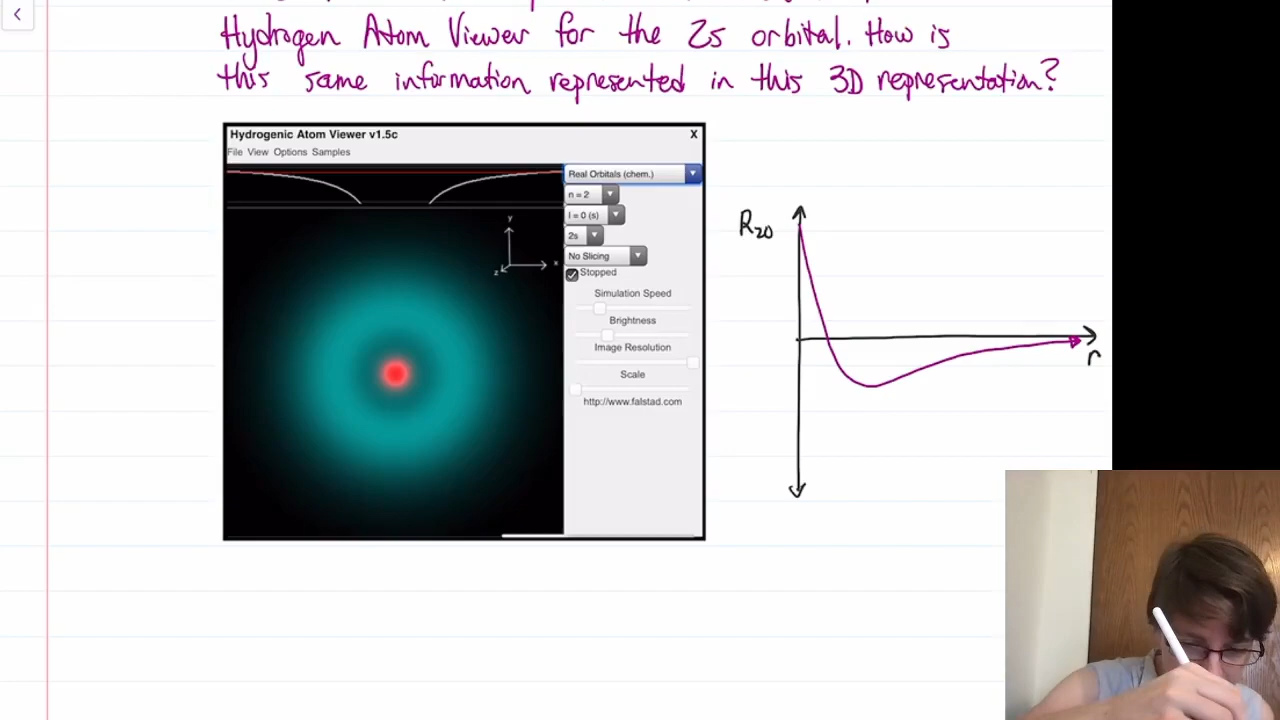 Hydrogen Atom Viewer for the 2s orbital. How is
this same information represented in this 3D representation?
Hydrogenic Atom Viewer v1.5c X
File View Options Samples
Real Orbitals (chem.)
n = 2
l = 0 (s)
2s
No Slicing
Stopped
Simulation Speed
Brightness
Image Resolution
Scale
http://www.falstad.com
y
x
z
R20
r